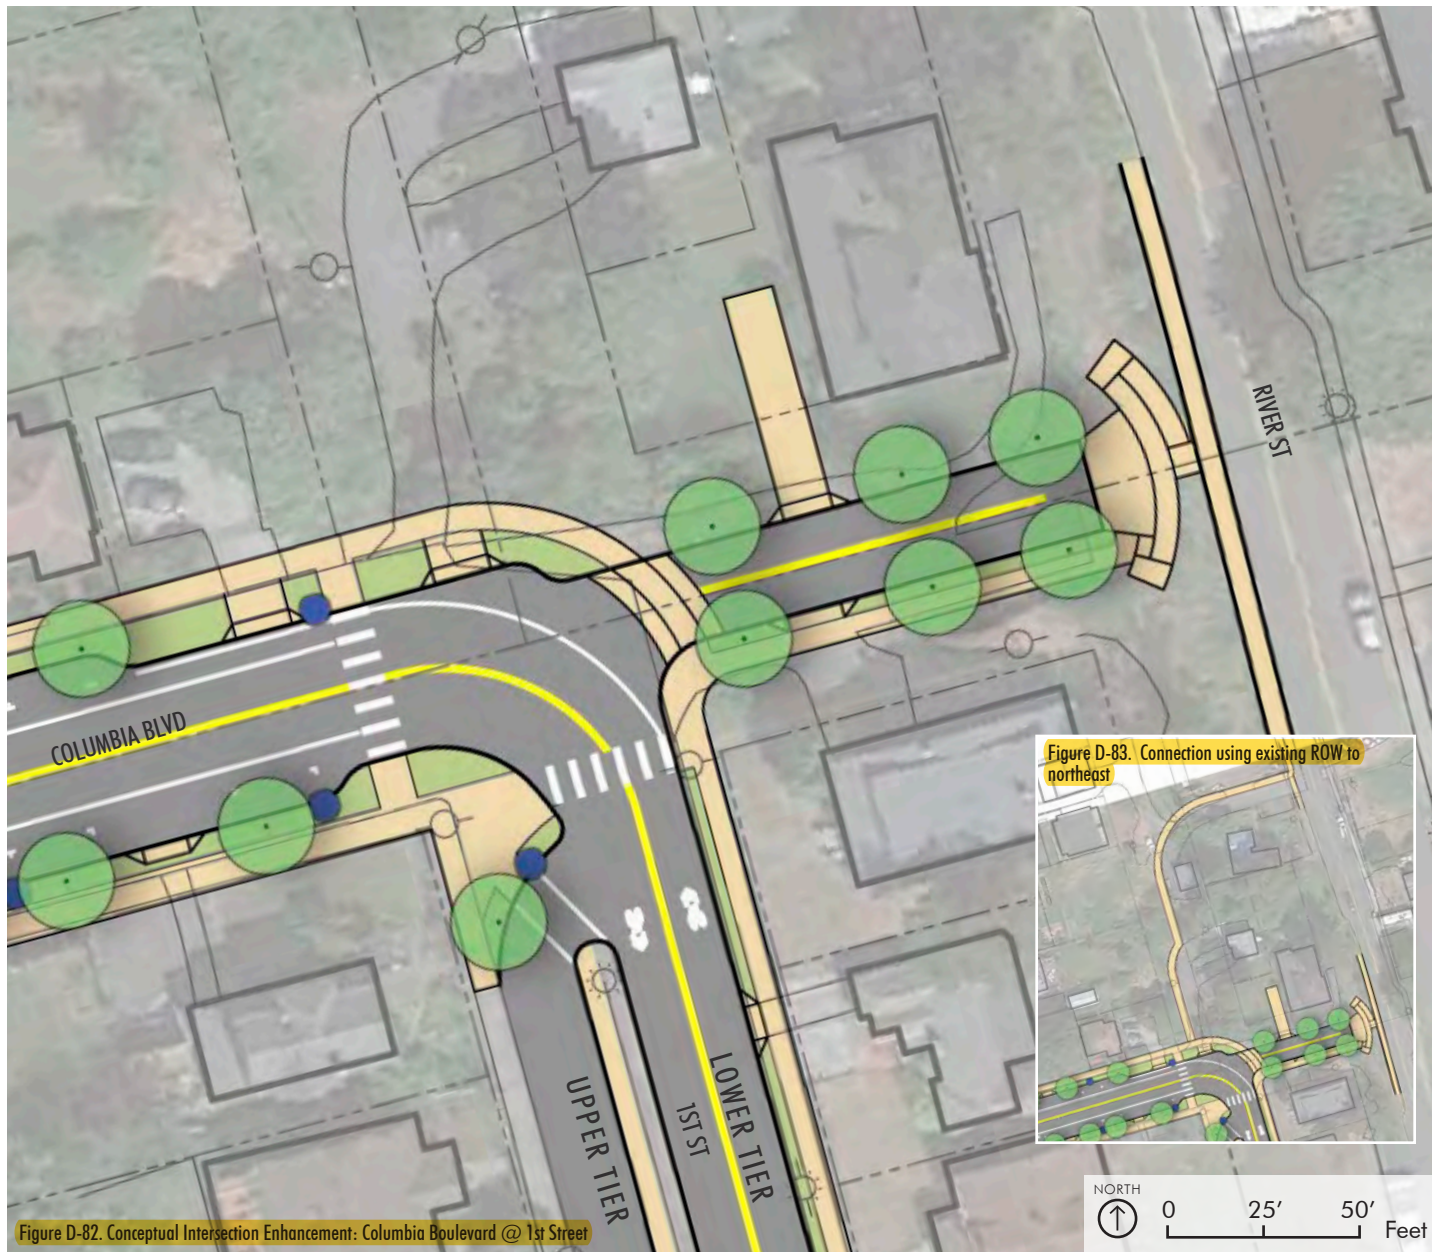 RIVER ST
COLUMBIA BLVD
Figure D-83. Connection using existing ROW to
northeast
UPPER TIER
1ST ST
LOWER TIER
NORTH
0 25′ 50′
Feet
Figure D-82. Conceptual Intersection Enhancement: Columbia Boulevard @ 1st Street